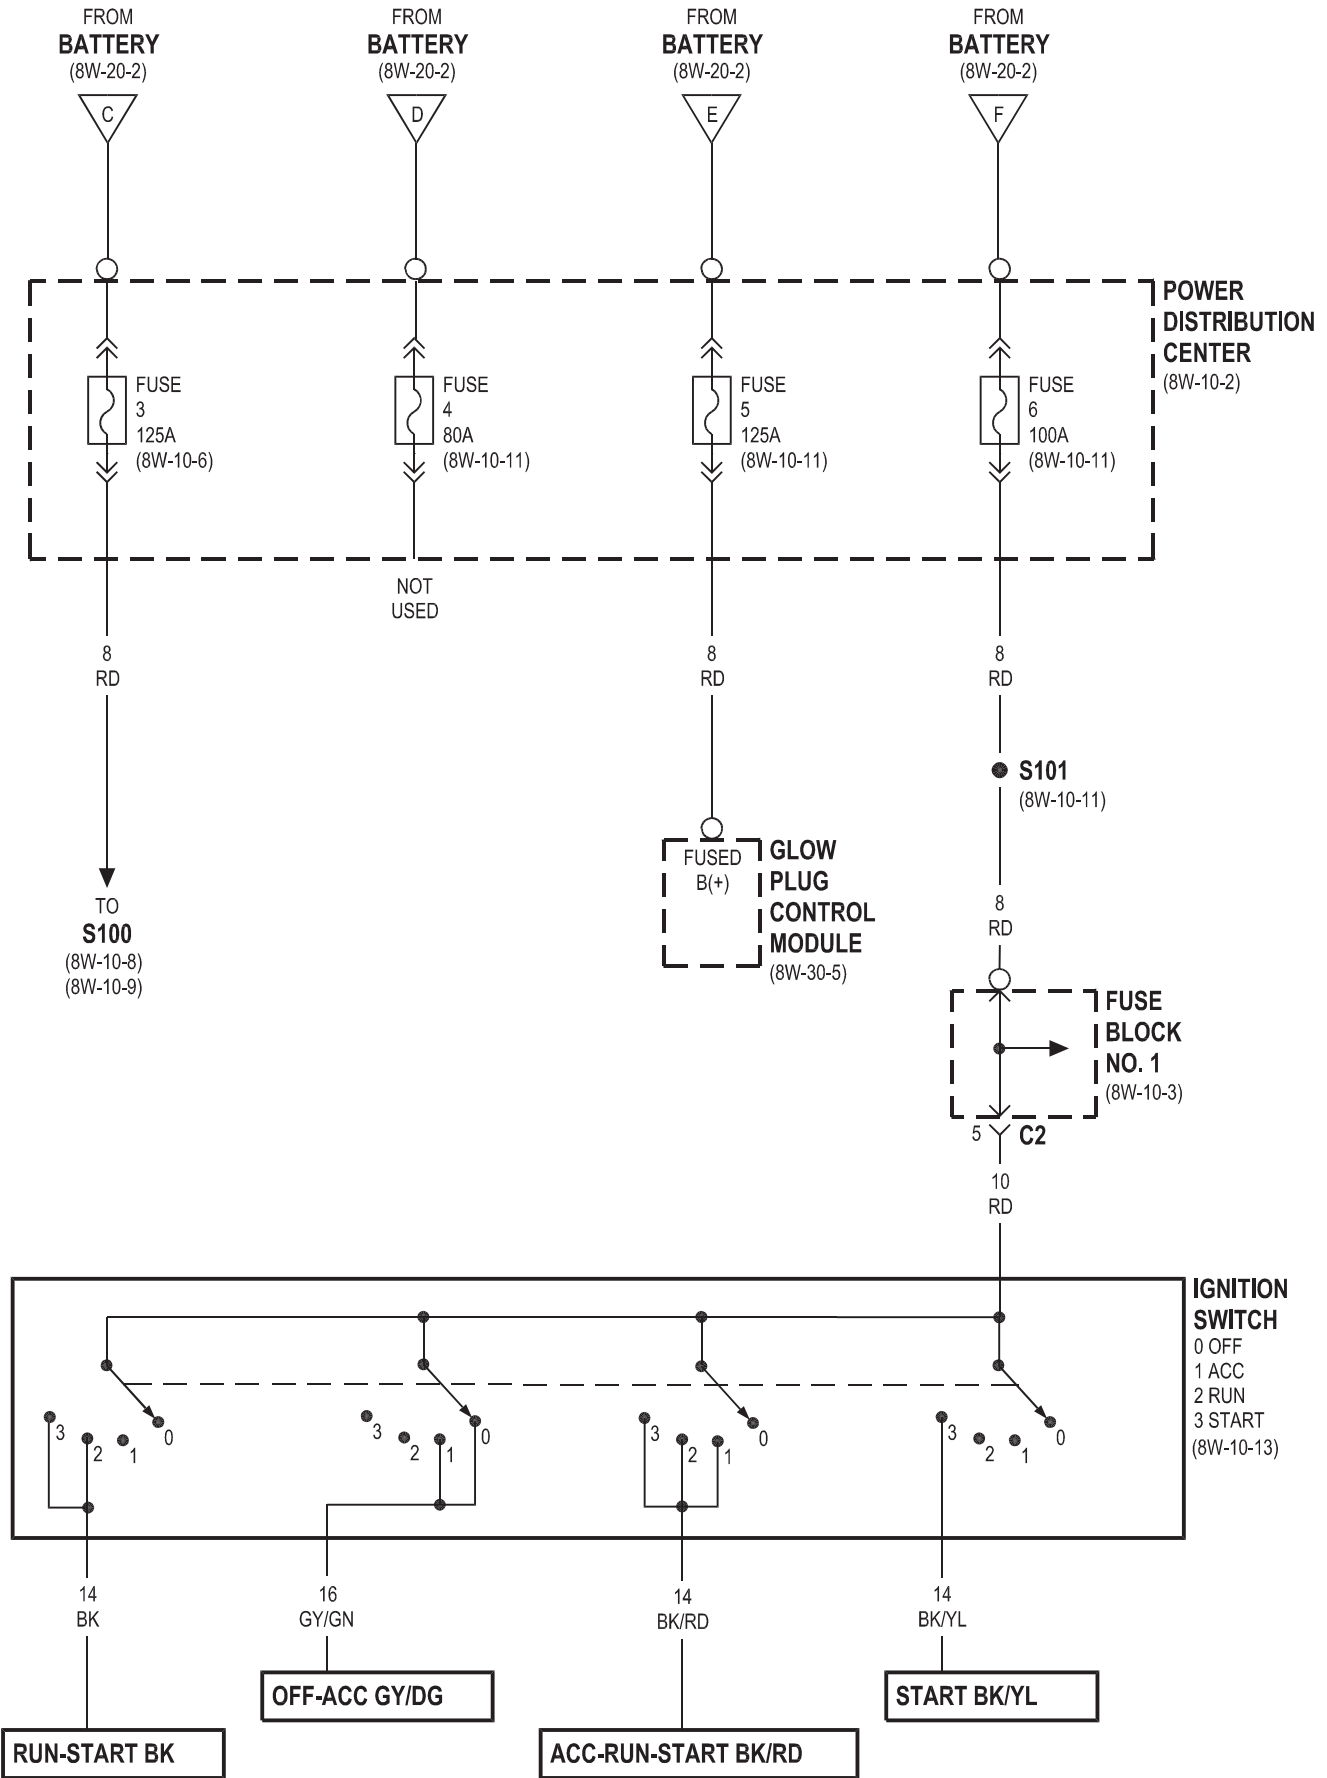 FROM
BATTERY
(8W-20-2)
C
FROM
BATTERY
(8W-20-2)
D
FROM
BATTERY
(8W-20-2)
E
FROM
BATTERY
(8W-20-2)
F
POWER
DISTRIBUTION
CENTER
(8W-10-2)
FUSE
3
125A
(8W-10-6)
FUSE
4
80A
(8W-10-11)
FUSE
5
125A
(8W-10-11)
FUSE
6
100A
(8W-10-11)
NOT
USED
8
RD
8
RD
8
RD
S101
(8W-10-11)
TO
S100
(8W-10-8)
(8W-10-9)
FUSED
B(+)
GLOW
PLUG
CONTROL
MODULE
(8W-30-5)
8
RD
FUSE
BLOCK
NO. 1
(8W-10-3)
5
C2
10
RD
IGNITION
SWITCH
0 OFF
1 ACC
2 RUN
3 START
(8W-10-13)
3
2
1
0
3
2
1
0
3
2
1
0
3
2
1
0
14
BK
16
GY/GN
14
BK/RD
14
BK/YL
OFF-ACC GY/DG
START BK/YL
RUN-START BK
ACC-RUN-START BK/RD